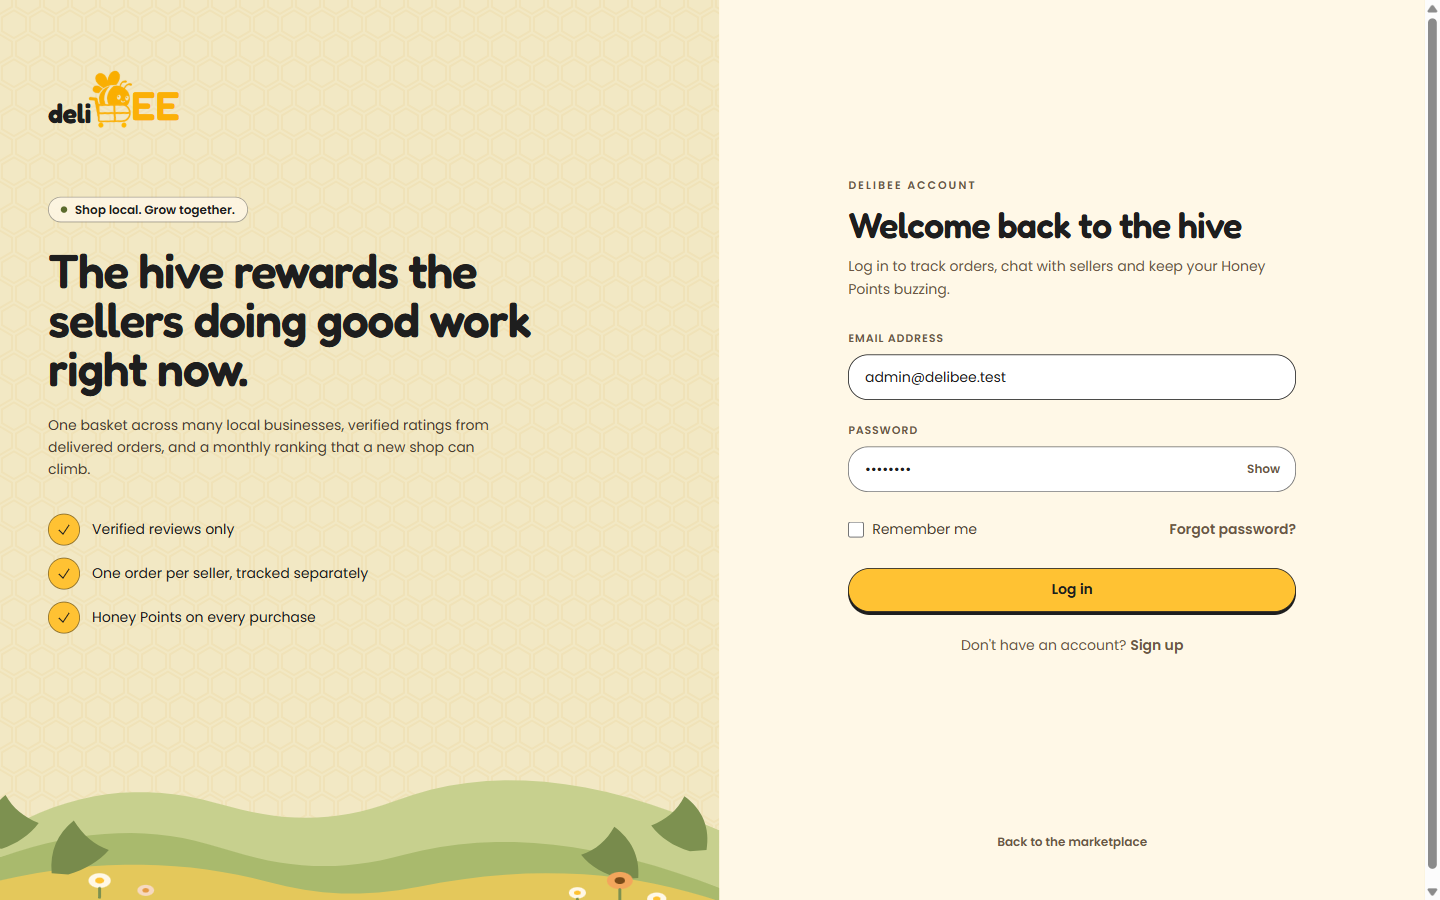 deliBEE
Shop local. Grow together.
The hive rewards the
sellers doing good work
right now.
One basket across many local businesses, verified ratings from
delivered orders, and a monthly ranking that a new shop can
climb.
Verified reviews only
One order per seller, tracked separately
Honey Points on every purchase
DELIBEE ACCOUNT
Welcome back to the hive
Log in to track orders, chat with sellers and keep your Honey
Points buzzing.
EMAIL ADDRESS
admin@delibee.test
PASSWORD
••••••••
Show
Remember me
Forgot password?
Log in
Don't have an account? Sign up
Back to the marketplace